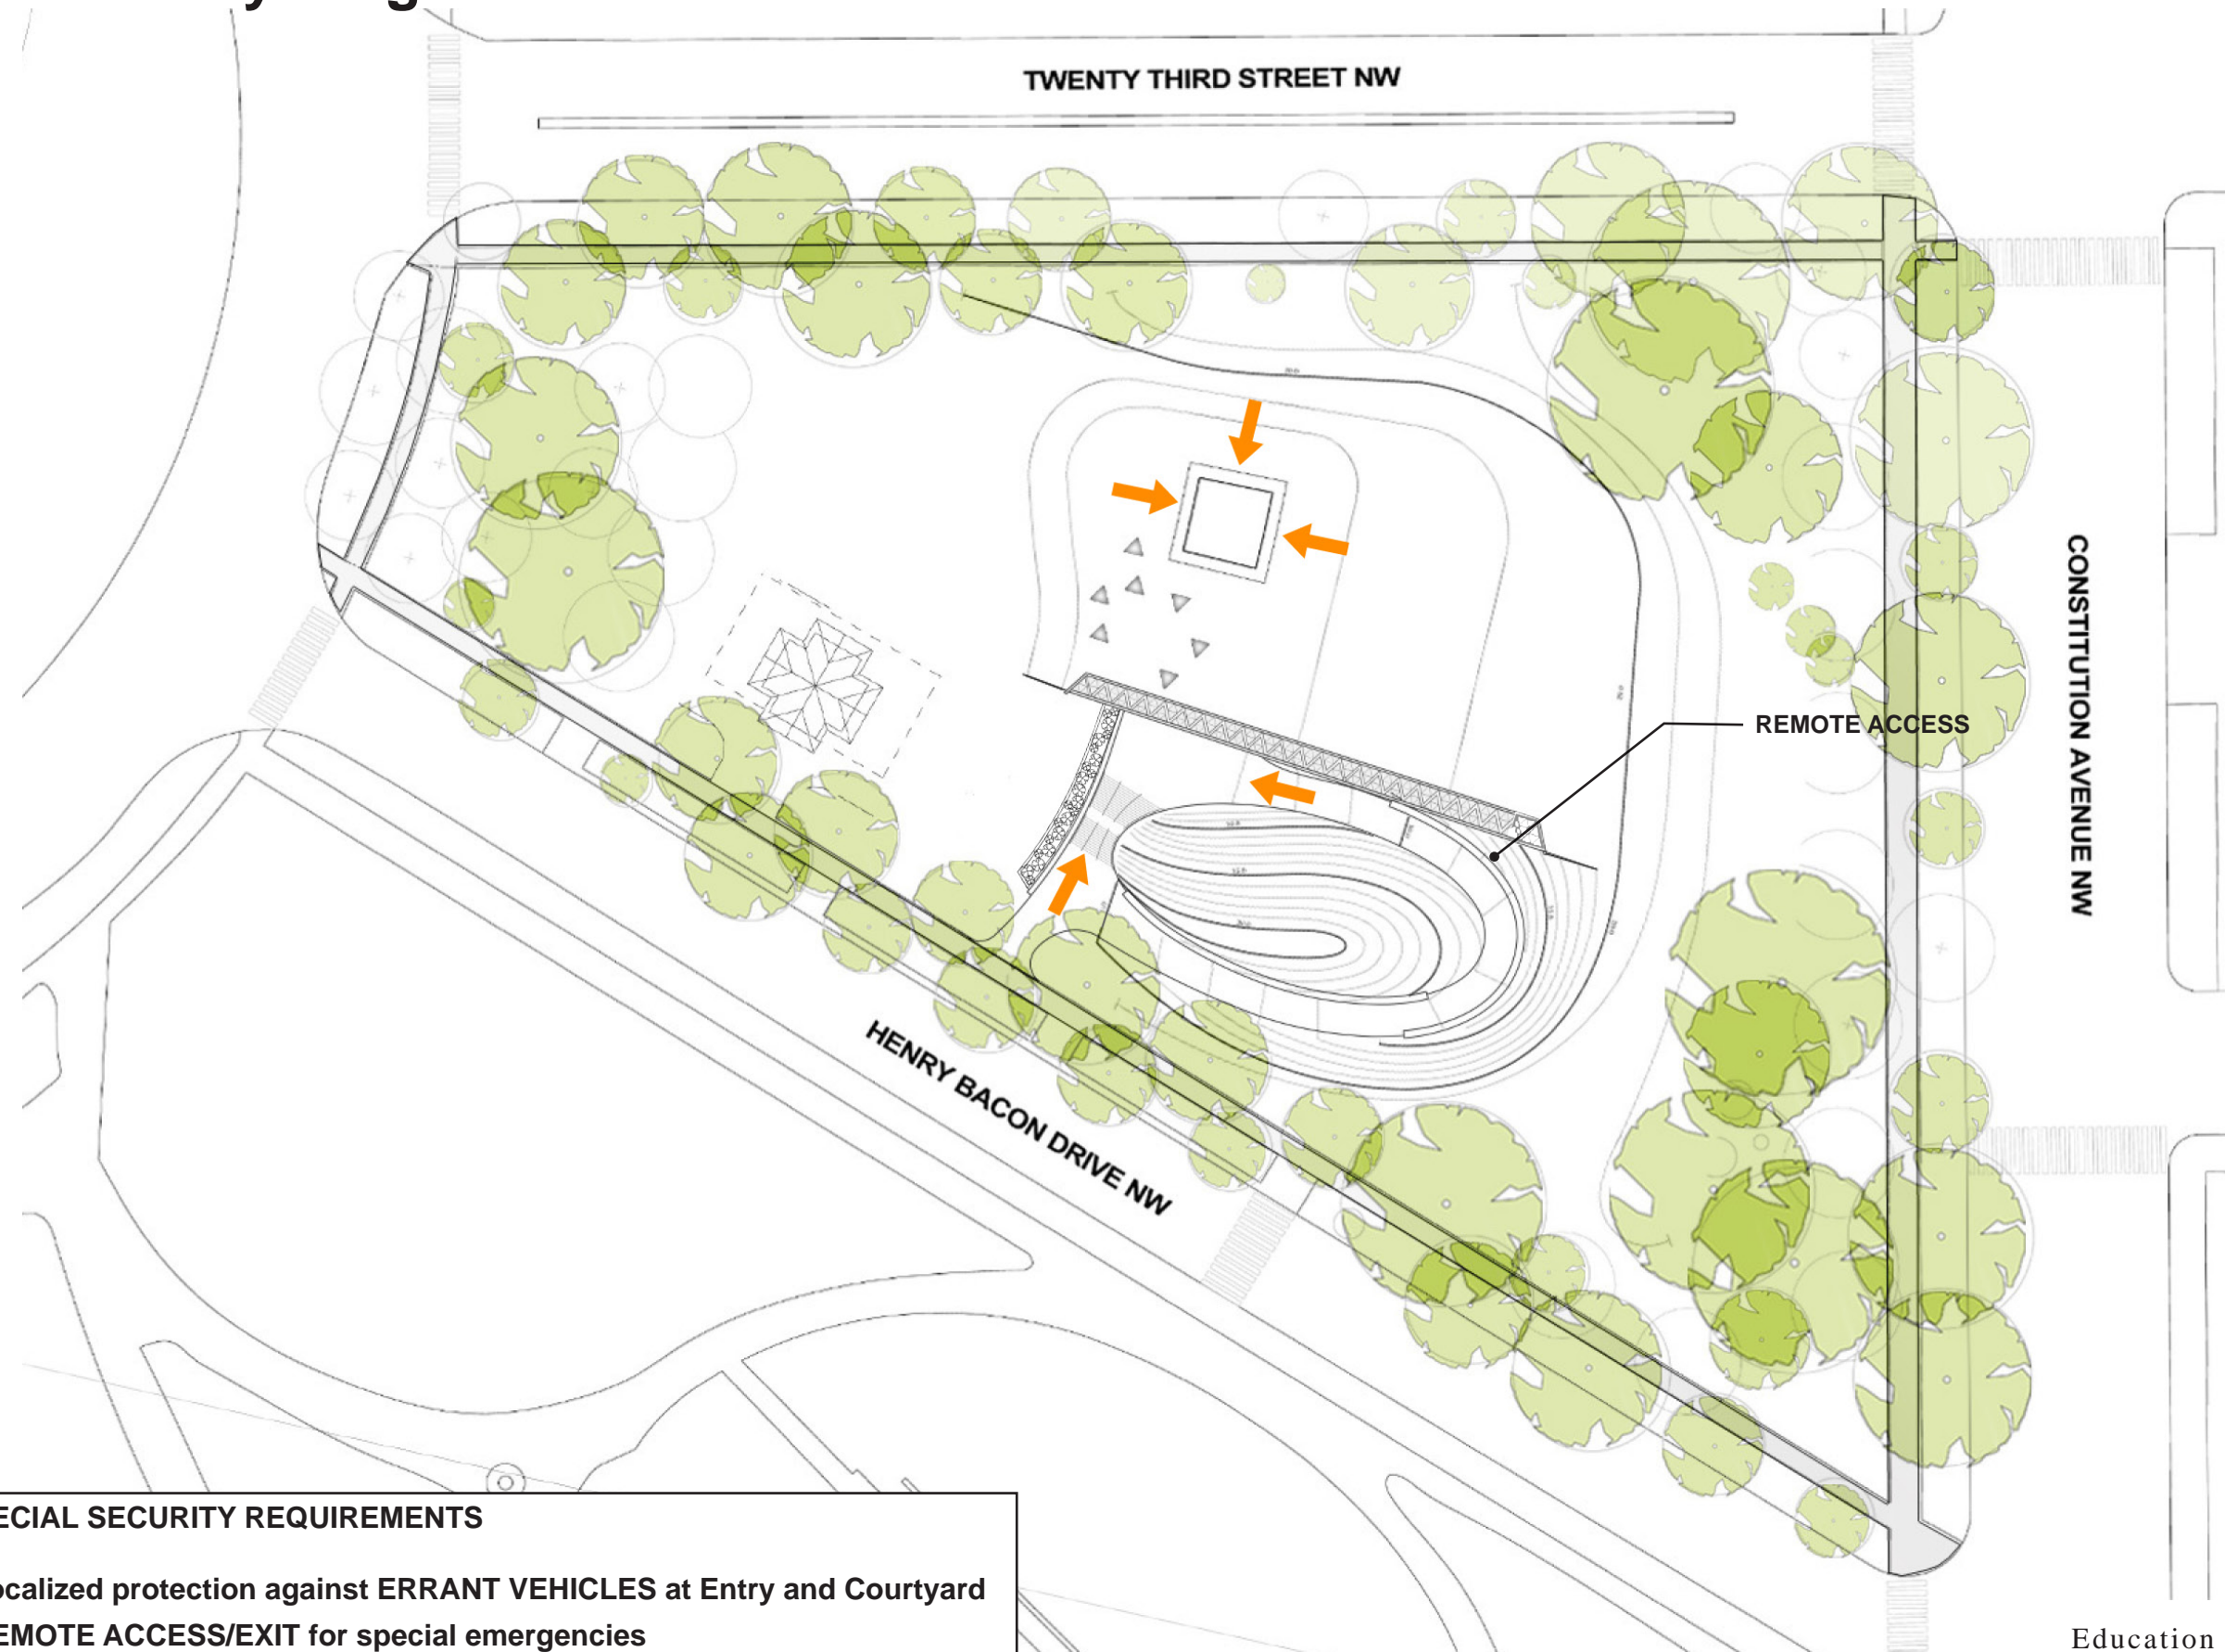 TWENTY THIRD STREET NW
CONSTITUTION AVENUE NW
REMOTE ACCESS
HENRY BACON DRIVE NW
ECIAL SECURITY REQUIREMENTS
ocalized protection against ERRANT VEHICLES at Entry and Courtyard
EMOTE ACCESS/EXIT for special emergencies
Education